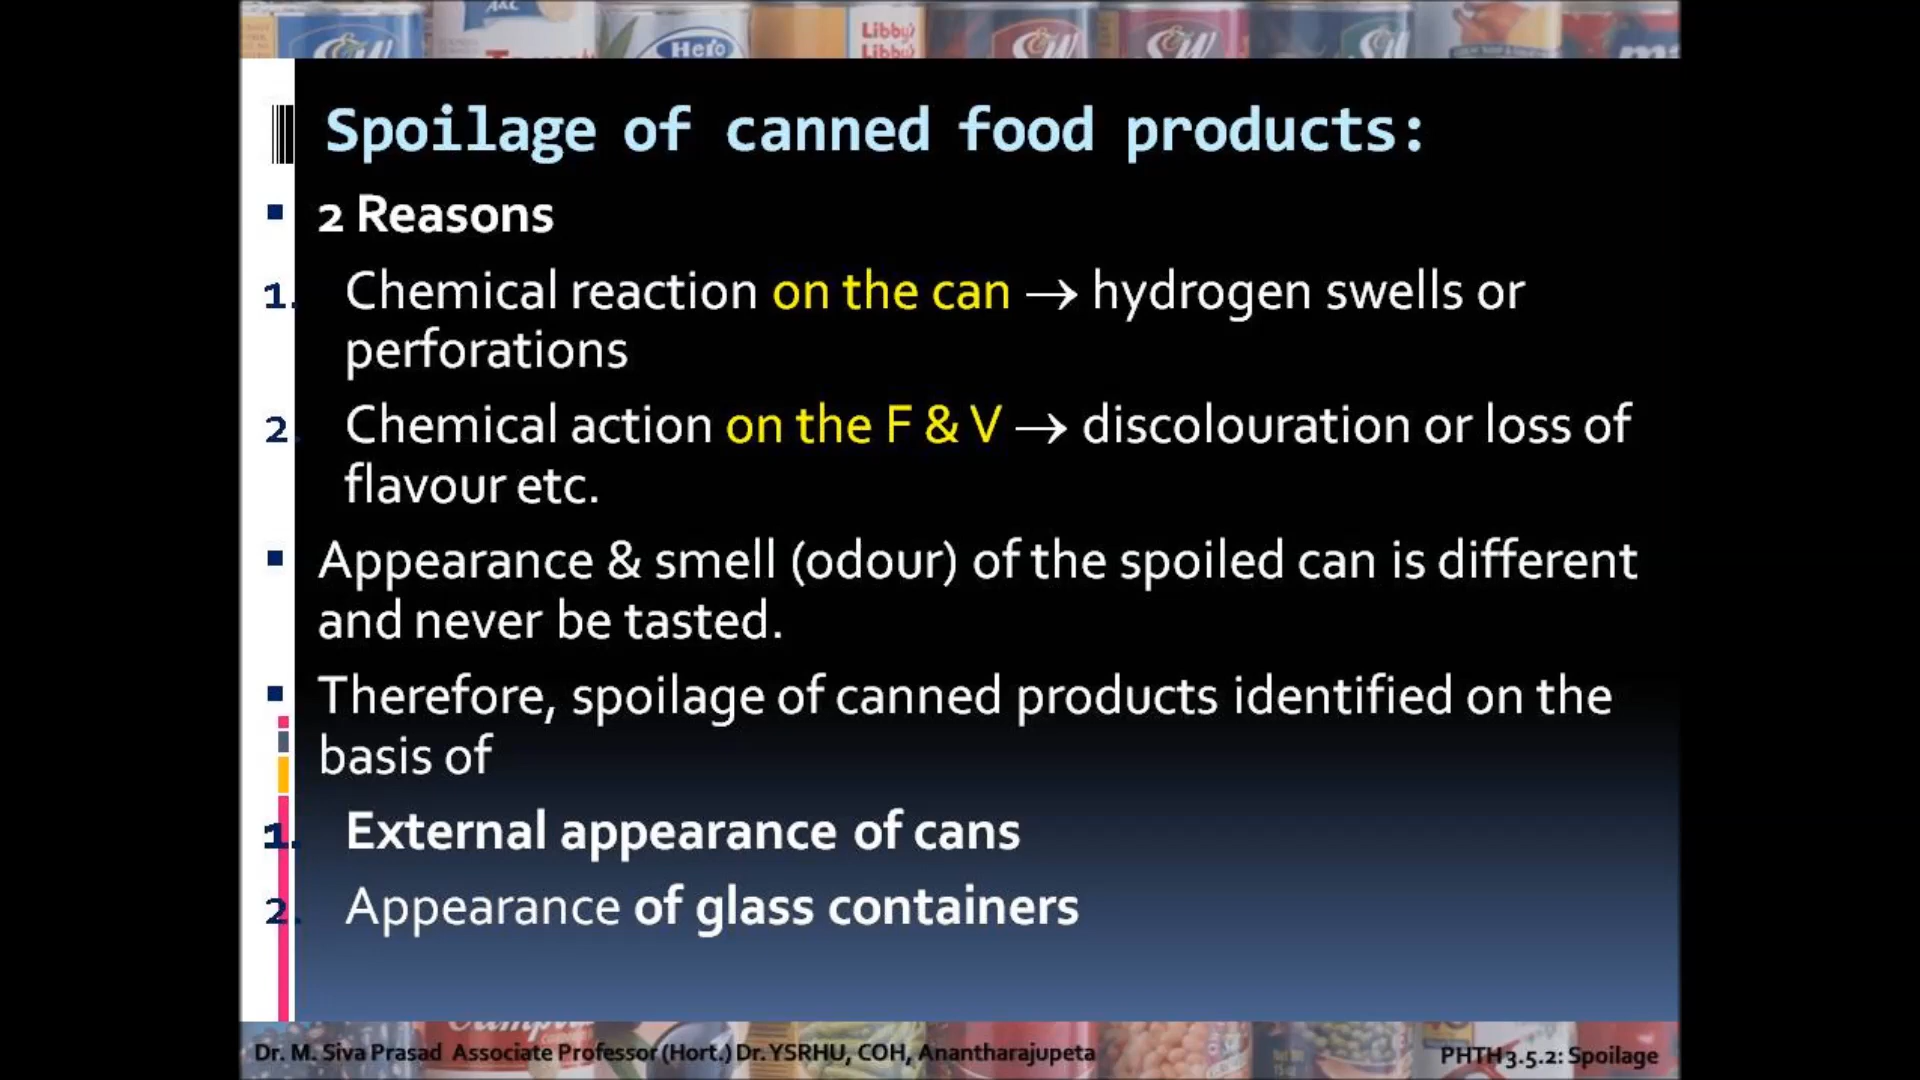 A&C
Hero
Libby's
Libby's
S&W
S&W
S&W
S&W
Spoilage of canned food products:
2 Reasons
1. Chemical reaction on the can → hydrogen swells or
perforations
2. Chemical action on the F & V → discolouration or loss of
flavour etc.
Appearance & smell (odour) of the spoiled can is different
and never be tasted.
Therefore, spoilage of canned products identified on the
basis of
1. External appearance of cans
2. Appearance of glass containers
Dr. M. Siva Prasad Associate Professor (Hort.) Dr.YSRHU, COH, Anantharajupeta
PHTH 3.5.2: Spoilage